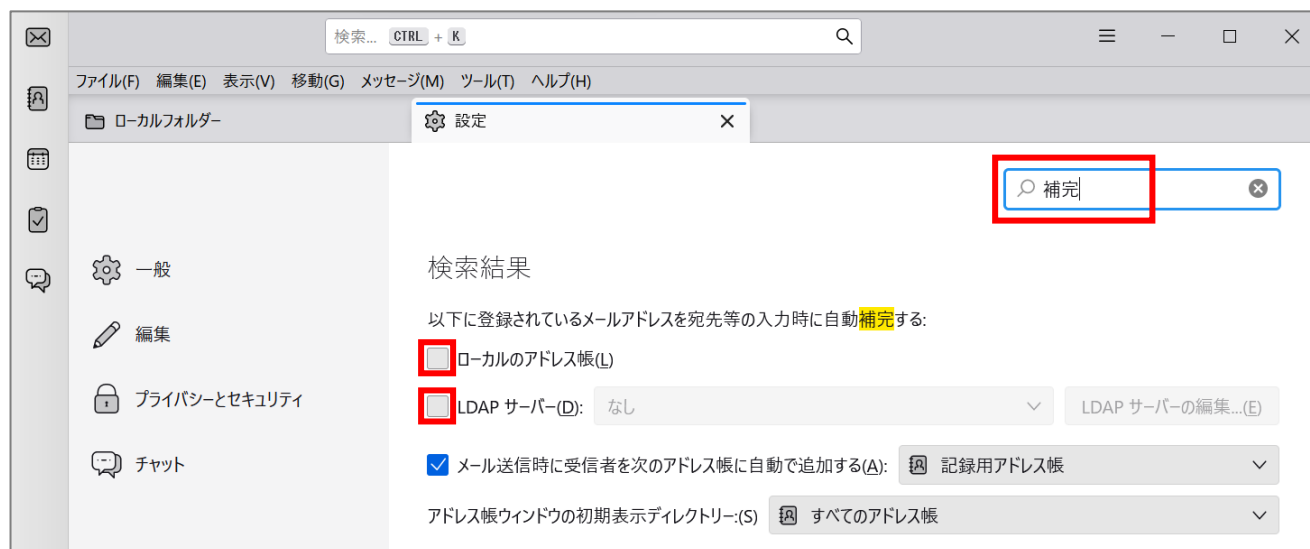 検索... CTRL + K
ファイル(F) 編集(E) 表示(V) 移動(G) メッセージ(M) ツール(T) ヘルプ(H)
ローカルフォルダー
設定
補完
一般
編集
プライバシーとセキュリティ
チャット
検索結果
以下に登録されているメールアドレスを宛先等の入力時に自動補完する:
ローカルのアドレス帳(L)
LDAP サーバー(D): なし LDAP サーバーの編集...(E)
メール送信時に受信者を次のアドレス帳に自動で追加する(A): 記録用アドレス帳
アドレス帳ウィンドウの初期表示ディレクトリー:(S) すべてのアドレス帳